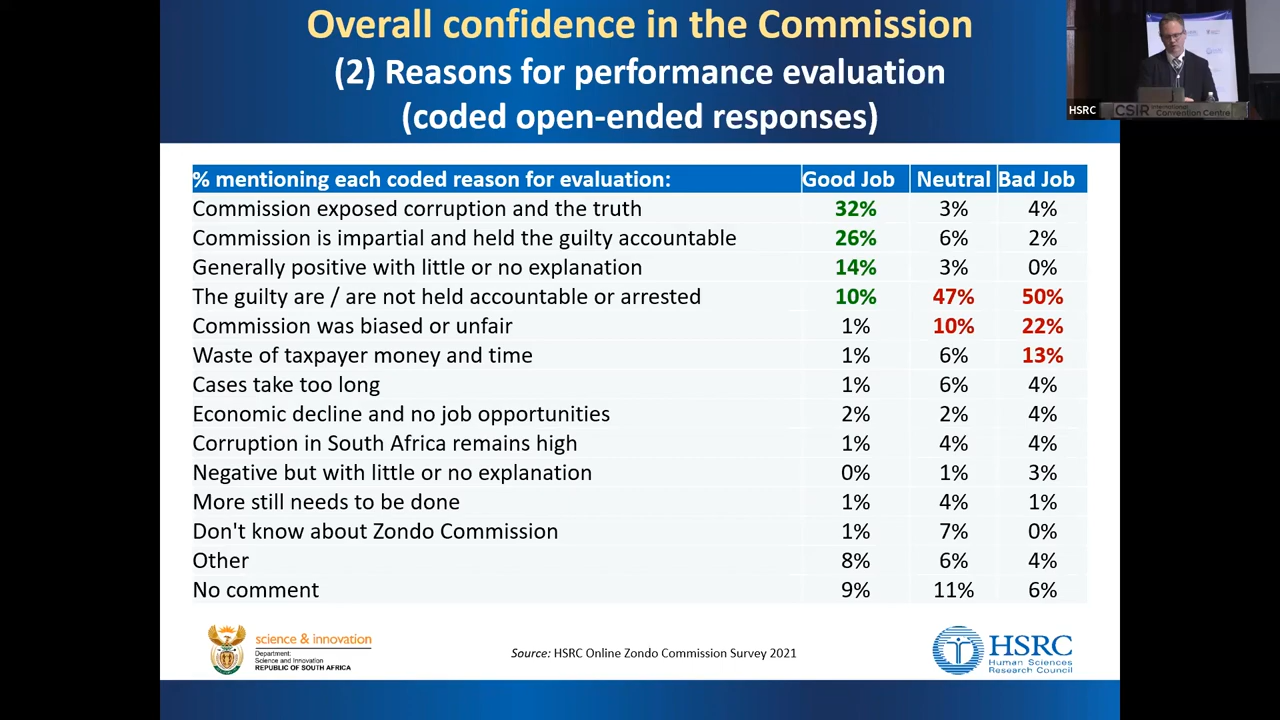 Overall confidence in the Commission
(2) Reasons for performance evaluation
(coded open-ended responses)
HSRC
CSIR International Convention Centre
% mentioning each coded reason for evaluation: Good Job Neutral Bad Job
Commission exposed corruption and the truth 32% 3% 4%
Commission is impartial and held the guilty accountable 26% 6% 2%
Generally positive with little or no explanation 14% 3% 0%
The guilty are / are not held accountable or arrested 10% 47% 50%
Commission was biased or unfair 1% 10% 22%
Waste of taxpayer money and time 1% 6% 13%
Cases take too long 1% 6% 4%
Economic decline and no job opportunities 2% 2% 4%
Corruption in South Africa remains high 1% 4% 4%
Negative but with little or no explanation 0% 1% 3%
More still needs to be done 1% 4% 1%
Don't know about Zondo Commission 1% 7% 0%
Other 8% 6% 4%
No comment 9% 11% 6%
science & innovation
Department:
Science and Innovation
REPUBLIC OF SOUTH AFRICA
Source: HSRC Online Zondo Commission Survey 2021
HSRC
Human Sciences
Research Council